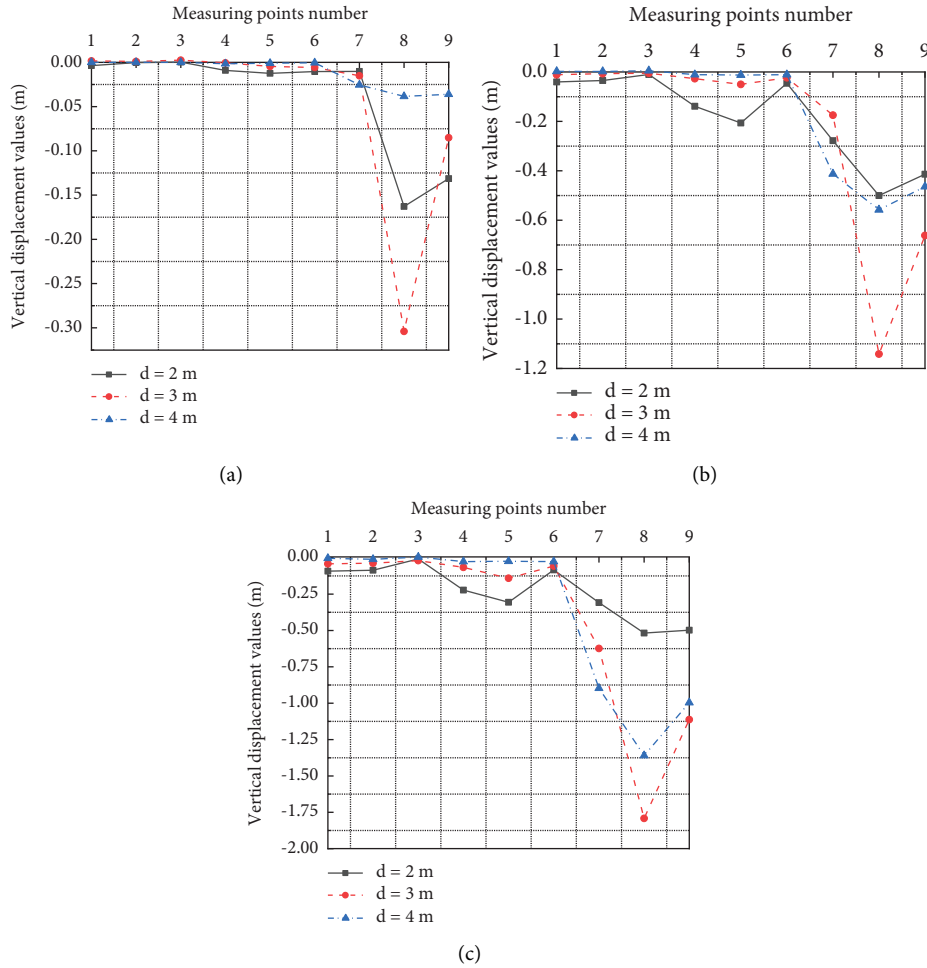 Measuring points number
1 2 3 4 5 6 7 8 9
0.00
-0.05
-0.10
-0.15
-0.20
-0.25
-0.30
Vertical displacement values (m)
d = 2 m
d = 3 m
d = 4 m
(a)
Measuring points number
1 2 3 4 5 6 7 8 9
0.0
-0.2
-0.4
-0.6
-0.8
-1.0
-1.2
Vertical displacement values (m)
d = 2 m
d = 3 m
d = 4 m
(b)
Measuring points number
1 2 3 4 5 6 7 8 9
0.00
-0.25
-0.50
-0.75
-1.00
-1.25
-1.50
-1.75
-2.00
Vertical displacement values (m)
d = 2 m
d = 3 m
d = 4 m
(c)